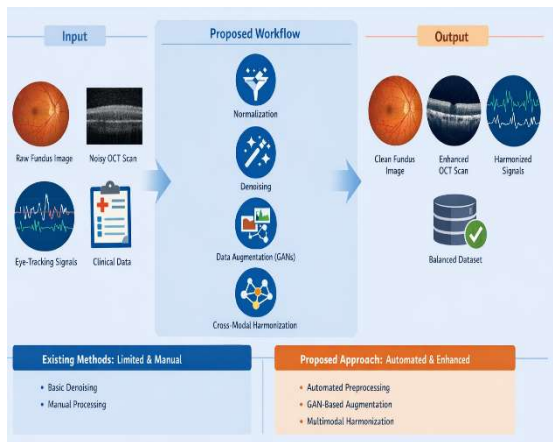 Input
Proposed Workflow
Output
Raw Fundus Image
Noisy OCT Scan
Eye-Tracking Signals
Clinical Data
Normalization
Denoising
Data Augmentation (GANs)
Cross-Modal Harmonization
Clean Fundus
Image
Enhanced
OCT Scan
Harmonized
Signals
Balanced Dataset
Existing Methods: Limited & Manual
• Basic Denoising
• Manual Processing
Proposed Approach: Automated & Enhanced
• Automated Preprocessing
• GAN-Based Augmentation
• Multimodal Harmonization